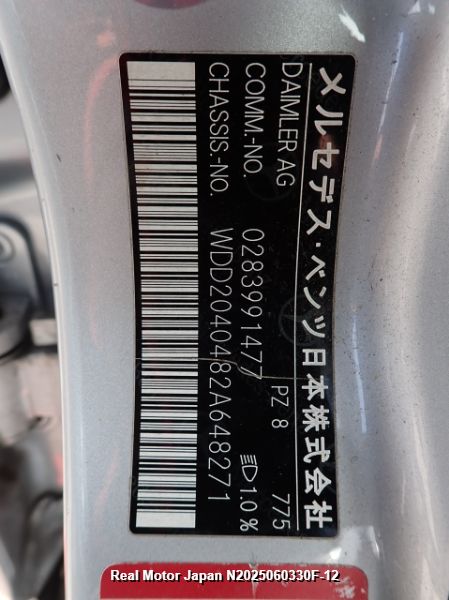 メルセデス・ベンツ日本株式会社
DAIMLER AG 775
COMM.-NO. 0283991477 PZ 8
CHASSIS.-NO. WDD2040482A648271 1.0 %
Real Motor Japan N2025060330F-12